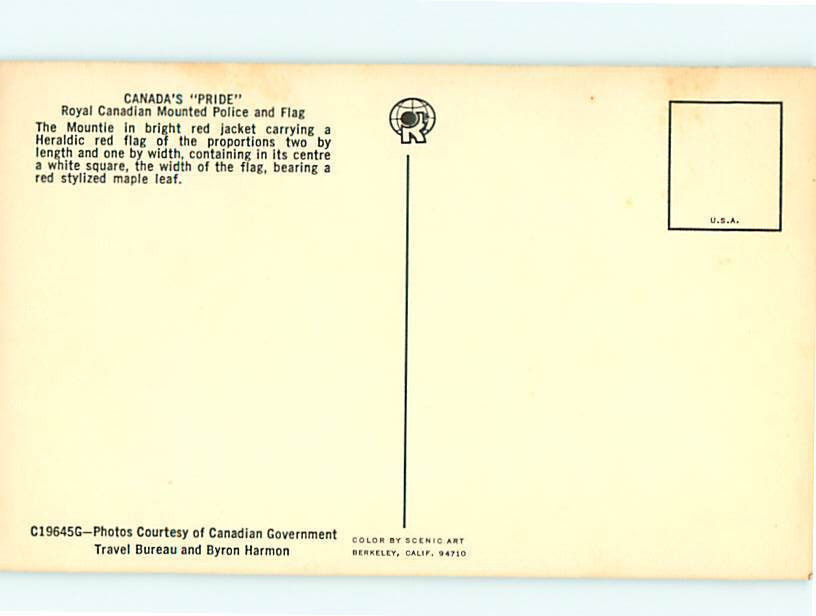 CANADA'S "PRIDE"
Royal Canadian Mounted Police and Flag
The Mountie in bright red jacket carrying a
Heraldic red flag of the proportions two by
length and one by width, containing in its centre
a white square, the width of the flag, bearing a
red stylized maple leaf.
C19645G—Photos Courtesy of Canadian Government
Travel Bureau and Byron Harmon
COLOR BY SCENIC ART
BERKELEY, CALIF. 94710
U.S.A.